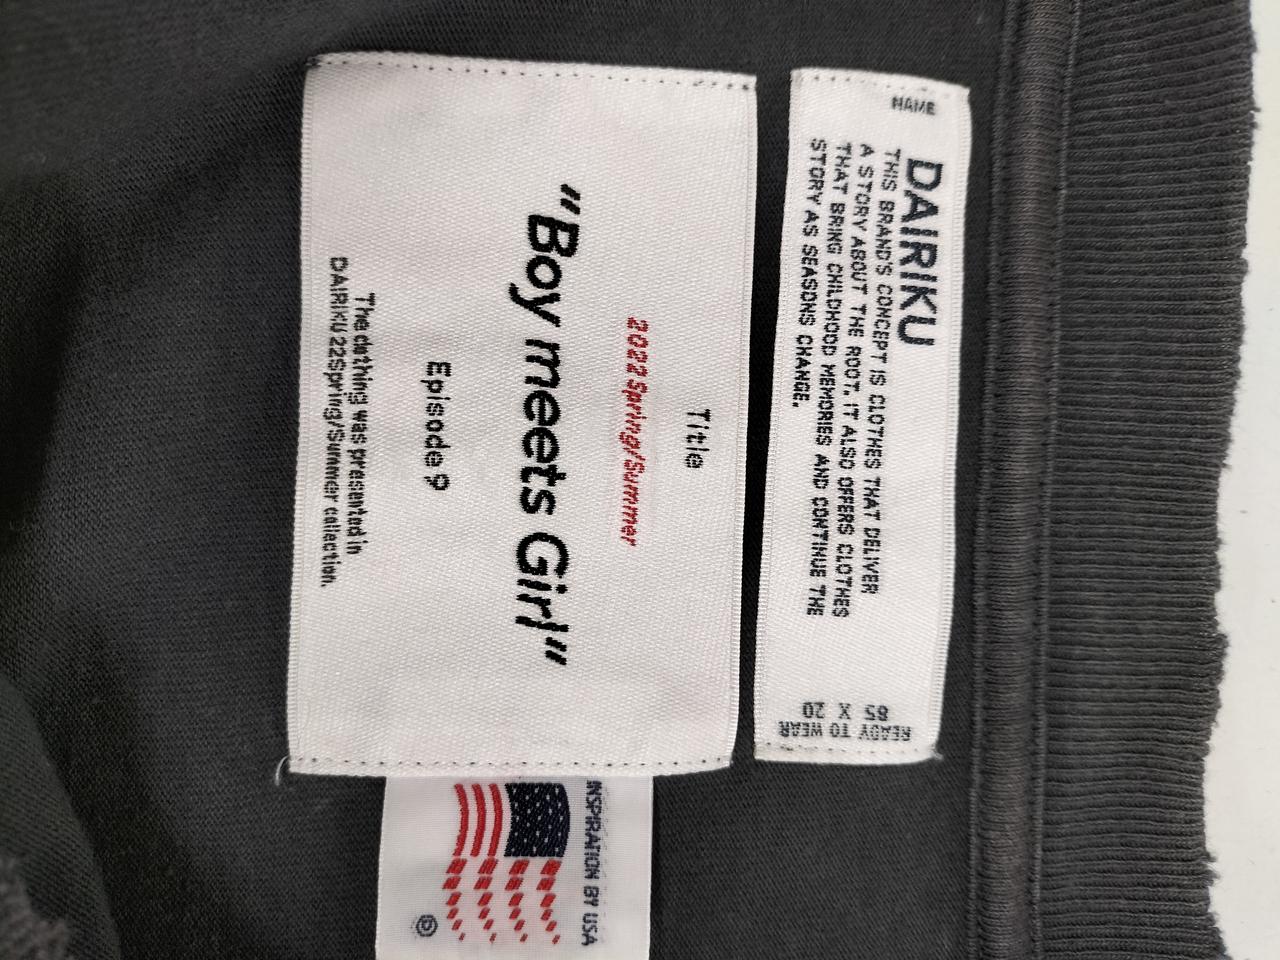 NAME
DAIRIKU
THIS BRAND'S CONCEPT IS CLOTHES THAT DELIVER
A STORY ABOUT THE ROOT. IT ALSO OFFERS CLOTHES
THAT BRING CHILDHOOD MEMORIES AND CONTINUE THE
STORY AS SEASONS CHANGE.
READY TO WEAR
85 X 20
Title
2022 Spring/Summer
"Boy meets Girl"
Episode 9
The clothing was presented in
DAIRIKU 22Spring/Summer collection.
INSPIRATION BY USA
©